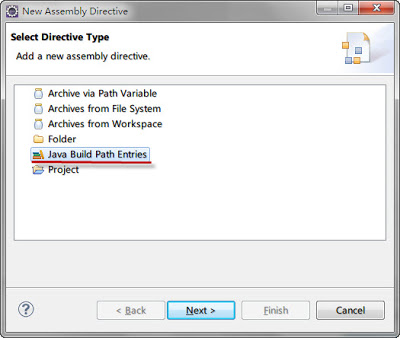 New Assembly Directive
Select Directive Type
Add a new assembly directive.
Archive via Path Variable
Archives from File System
Archives from Workspace
Folder
Java Build Path Entries
Project
?
< Back
Next >
Finish
Cancel